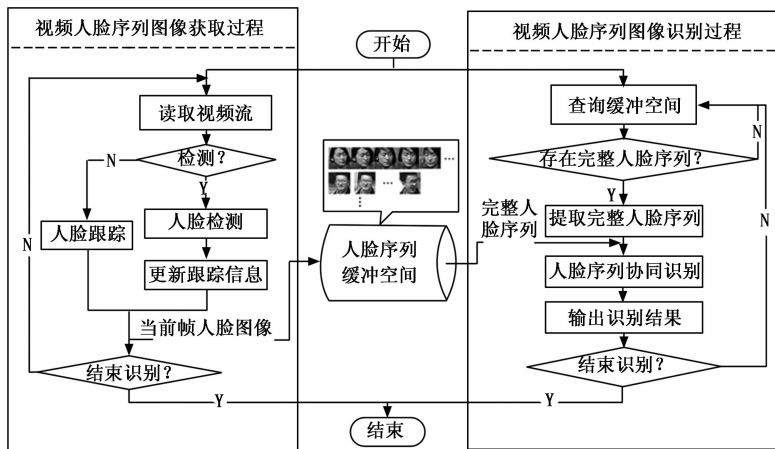 视频人脸序列图像获取过程
开始
视频人脸序列图像识别过程
读取视频流
检测?
N
Y
人脸跟踪
人脸检测
更新跟踪信息
N
当前帧人脸图像
结束识别?
Y
...
...
人脸序列
缓冲空间
完整人
脸序列
查询缓冲空间
N
存在完整人脸序列?
Y
提取完整人脸序列
N
人脸序列协同识别
输出识别结果
结束识别?
Y
结束